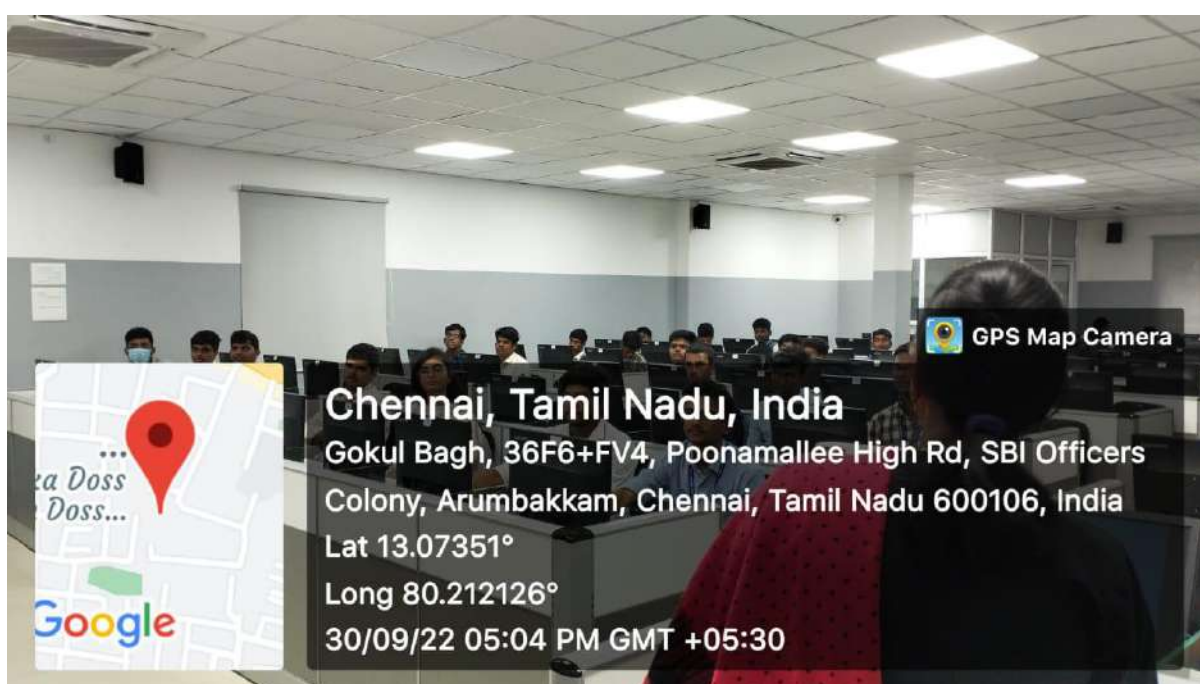 GPS Map Camera
Chennai, Tamil Nadu, India
Gokul Bagh, 36F6+FV4, Poonamallee High Rd, SBI Officers
Colony, Arumbakkam, Chennai, Tamil Nadu 600106, India
Lat 13.07351°
Long 80.212126°
30/09/22 05:04 PM GMT +05:30
...
Doss
Doss...
Google